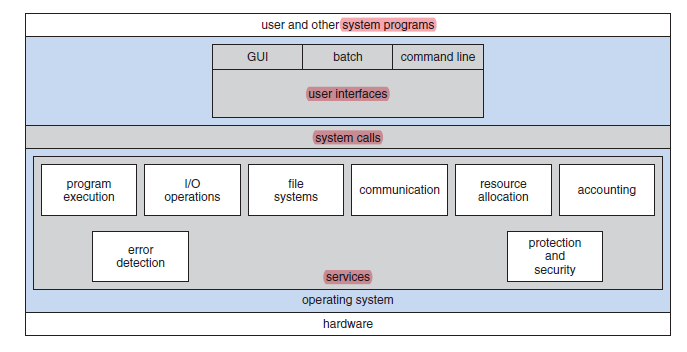 user and other system programs
GUI
batch
command line
user interfaces
system calls
program
execution
I/O
operations
file
systems
communication
resource
allocation
accounting
error
detection
protection
and
security
services
operating system
hardware